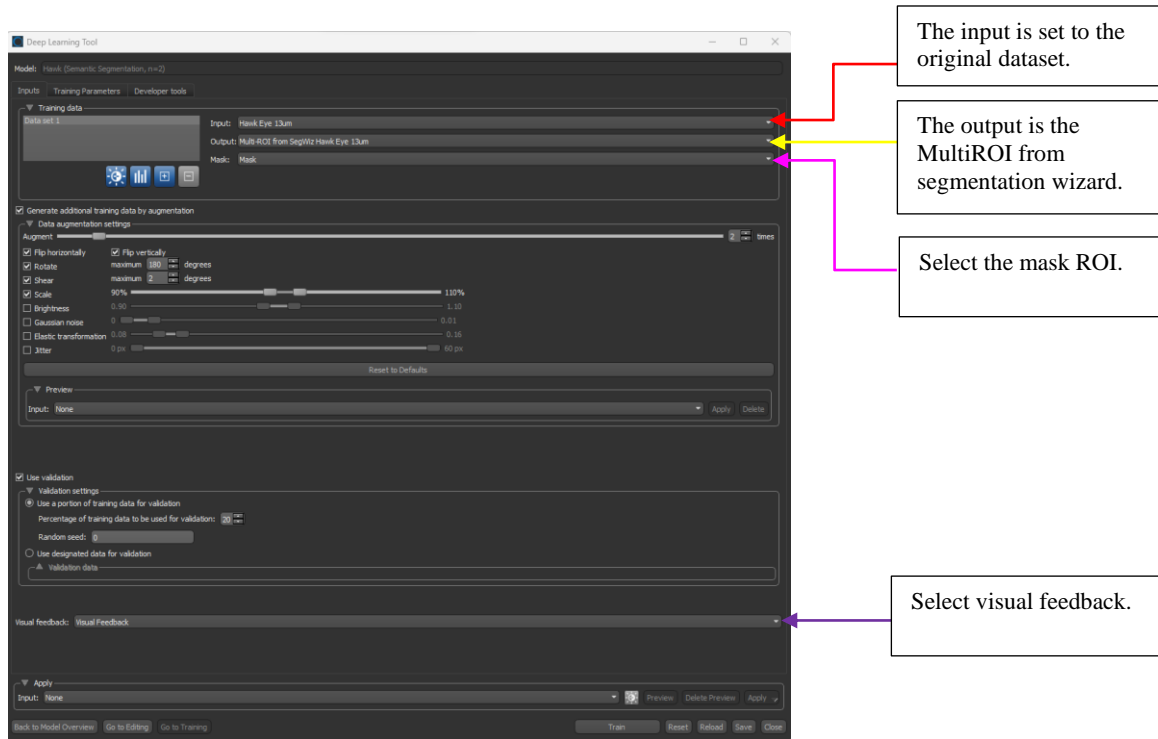 Deep Learning Tool
Model: Hawk (Semantic Segmentation, n=2)
Inputs Training Parameters Developer tools
Training data
Data set 1
Input: Hawk Eye 13um
Output: Multi-ROI from SegWiz Hawk Eye 13um
Mask: Mask
Generate additional training data by augmentation
Data augmentation settings
Augment 2 times
Flip horizontally Flip vertically
Rotate maximum 180 degrees
Shear maximum 2 degrees
Scale 90% 110%
Brightness 0.90 1.10
Gaussian noise 0 0.01
Elastic transformation 0.08 0.16
Jitter 0 px 60 px
Reset to Defaults
Preview
Input: None Apply Delete
Use validation
Validation settings
Use a portion of training data for validation
Percentage of training data to be used for validation: 20
Random seed: 0
Use designated data for validation
Validation data
Visual feedback: Visual Feedback
Apply
Input: None Preview Delete Preview Apply
Back to Model Overview Go to Editing Go to Training Train Reset Reload Save Close
The input is set to the
original dataset.
The output is the
MultiROI from
segmentation wizard.
Select the mask ROI.
Select visual feedback.